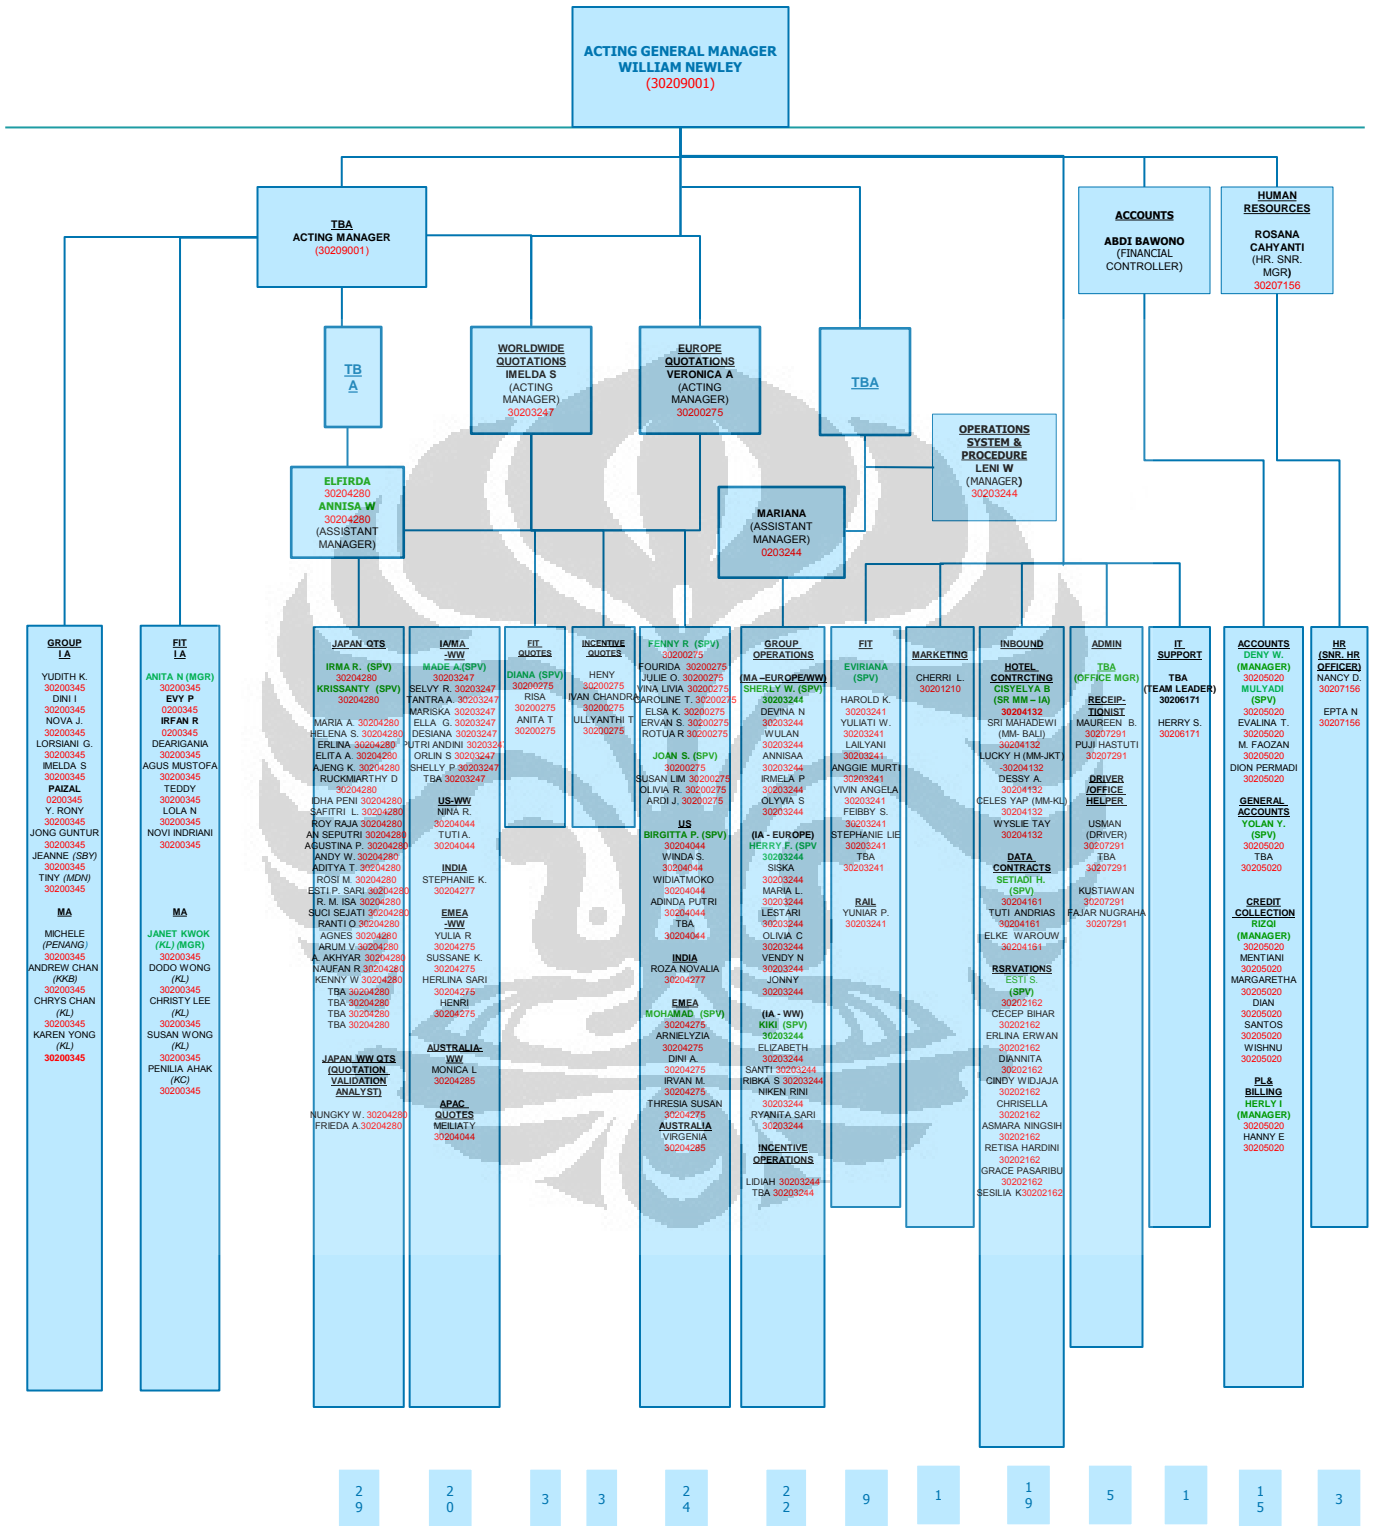 ACTING GENERAL MANAGER
WILLIAM NEWLEY
(30209001)
TBA
ACTING MANAGER
(30209001)
ACCOUNTS
ABDI BAWONO
(FINANCIAL
CONTROLLER)
HUMAN
RESOURCES
ROSANA
CAHYANTI
(HR. SNR.
MGR)
30207156
TB
A
WORLDWIDE
QUOTATIONS
IMELDA S
(ACTING
MANAGER)
30203247
EUROPE
QUOTATIONS
VERONICA A
(ACTING
MANAGER)
30200275
TBA
OPERATIONS
SYSTEM &
PROCEDURE
LENI W
(MANAGER)
30203244
ELFIRDA
30204280
ANNISA W
30204280
(ASSISTANT
MANAGER)
MARIANA
(ASSISTANT
MANAGER)
0203244
GROUP
I A
YUDITH K.
30200345
DINI I
30200345
NOVA J.
30200345
LORSIANI G.
30200345
IMELDA S
30200345
PAIZAL
0200345
Y. RONY
30200345
JONG GUNTUR
30200345
JEANNE (SBY)
30200345
TINY (MDN)
30200345
MA
MICHELE
(PENANG)
30200345
ANDREW CHAN
(KKB)
30200345
CHRYS CHAN
(KL)
30200345
KAREN YONG
(KL)
30200345
FIT
I A
ANITA N (MGR)
30200345
EVY P
0200345
IRFAN R
0200345
DEARIGANIA
30200345
AGUS MUSTOFA
30200345
TEDDY
30200345
LOLA N
30200345
NOVI INDRIANI
30200345
MA
JANET KWOK
(KL) (MGR)
30200345
DODO WONG
(KL)
30200345
CHRISTY LEE
(KL)
30200345
SUSAN WONG
(KL)
30200345
PENILIA AHAK
(KC)
30200345
JAPAN QTS
IRMA R. (SPV)
30204280
KRISSANTY (SPV)
30204280
MARIA A. 30204280
HELENA S. 30204280
ERLINA 30204280
ELITA A. 30204280
AJENG K. 30204280
RUCKMIARTHY D
30204280
IDHA PENI 30204280
SAFITRI L. 30204280
ROY RAJA 30204280
AN SEPUTRI 30204280
AGUSTINA P. 30204280
ANDY W. 30204280
ADITYA T. 30204280
ROSI M. 30204280
ESTI P. SARI 30204280
R. M. ISA 30204280
SUCI SEJATI 30204280
RANTI O 30204280
AGNES 30204280
ARUM V 30204280
A. AKHYAR 30204280
NAUFAN R 30204280
KENNY W 30204280
TBA 30204280
TBA 30204280
TBA 30204280
TBA 30204280
JAPAN WW QTS
(QUOTATION
VALIDATION
ANALYST)
NUNGKY W. 30204280
FRIEDA A. 30204280
IA/MA
-WW
MADE A.(SPV)
30203247
SELVY R. 30203247
TANTRA A. 30203247
MARISKA 30203247
ELLA G. 30203247
DESIANA 30203247
PUTRI ANDINI 3020324
ORLIN S 30203247
SHELLY P 30203247
TBA 30203247
US-WW
NINA R.
30204044
TUTI A.
30204044
INDIA
STEPHANIE K.
30204277
EMEA
-WW
YULIA R
30204275
SUSSANE K.
30204275
HERLINA SARI
30204275
HENRI
30204275
AUSTRALIA-
WW
MONICA L
30204285
APAC
QUOTES
MEILIATY
30204044
FIT
QUOTES
DIANA (SPV)
30200275
RISA
30200275
ANITA T
30200275
INCENTIVE
QUOTES
HENY
30200275
IVAN CHANDRA
30200275
ULLYANTHI T
30200275
FENNY R (SPV)
30200275
FOURIDA 30200275
JULIE O. 30200275
VINA LIVIA 30200275
CAROLINE T. 30200275
ELSA K. 30200275
ERVAN S. 30200275
ROTUA R 30200275
JOAN S. (SPV)
30200275
SUSAN LIM 30200275
OLIVIA R. 30200275
ARDI J. 30200275
US
BIRGITTA P. (SPV)
30204044
WINDA S.
30204044
WIDIATMOKO
30204044
ADINDA PUTRI
30204044
TBA
30204044
INDIA
ROZA NOVALIA
30204277
EMEA
MOHAMAD (SPV)
30204275
ARNIELYZIA
30204275
DINI A.
30204275
IRVAN M.
30204275
THRESIA SUSAN
30204275
AUSTRALIA
VIRGENIA
30204285
GROUP
OPERATIONS
(MA –EUROPE/WW)
SHERLY W. (SPV)
30203244
DEVINA N
30203244
WULAN
30203244
ANNISAA
30203244
IRMELA P
30203244
OLYVIA S
30203244
(IA - EUROPE)
HERRY F. (SPV
30203244
SISKA
30203244
MARIA L.
30203244
LESTARI
30203244
OLIVIA C
30203244
VENDY N
30203244
JONNY
30203244
(IA - WW)
KIKI (SPV)
30203244
ELIZABETH
30203244
SANTI 30203244
RIBKA S 30203244
NIKEN RINI
30203244
RYANITA SARI
30203244
INCENTIVE
OPERATIONS
LIDIAH 30203244
TBA 30203244
FIT
EVIRIANA
(SPV)
HAROLD K.
30203241
YULIATI W.
30203241
LAILYANI
30203241
ANGGIE MURTI
30203241
VIVIN ANGELA
30203241
FEIBBY S.
30203241
STEPHANIE LIE
30203241
TBA
30203241
RAIL
YUNIAR P.
30203241
MARKETING
CHERRI L.
30201210
INBOUND
HOTEL
CONTRCTING
CISYELYA B
(SR MM – IA)
30204132
SRI MAHADEWI
(MM- BALI)
30204132
LUCKY H (MM-JKT)
-30204132
DESSY A.
30204132
CELES YAP (MM-KL)
30204132
WYSLIE TAY
30204132
DATA
CONTRACTS
SETIADI H.
(SPV)
30204161
TUTI ANDRIAS
30204161
ELKE WAROUW
30204161
RSRVATIONS
ESTI S.
(SPV)
30202162
CECEP BIHAR
30202162
ERLINA ERWAN
30202162
DIANNITA
30202162
CINDY WIDJAJA
30202162
CHRISELLA
30202162
ASMARA NINGSIH
30202162
RETISA HARDINI
30202162
GRACE PASARIBU
30202162
SESILIA K30202162
ADMIN
TBA
(OFFICE MGR)
RECEIP-
TIONIST
MAUREEN B.
30207291
PUJI HASTUTI
30207291
DRIVER
/OFFICE
HELPER
USMAN
(DRIVER)
30207291
TBA
30207291
KUSTIAWAN
30207291
FAJAR NUGRAHA
30207291
IT
SUPPORT
TBA
(TEAM LEADER)
30206171
HERRY S.
30206171
ACCOUNTS
DENY W.
(MANAGER)
30205020
MULYADI
(SPV)
30205020
EVALINA T.
30205020
M. FAOZAN
30205020
DION PERMADI
30205020
GENERAL
ACCOUNTS
YOLAN Y.
(SPV)
30205020
TBA
30205020
CREDIT
COLLECTION
RIZQI
(MANAGER)
30205020
MENTIANI
30205020
MARGARETHA
30205020
DIAN
30205020
SANTOS
30205020
WISHNU
30205020
PL&
BILLING
HERLY I
(MANAGER)
30205020
HANNY E
30205020
HR
(SNR. HR
OFFICER)
NANCY D.
30207156
EPTA N
30207156
2
9
2
0
3
3
2
4
2
2
9
1
1
9
5
1
1
5
3